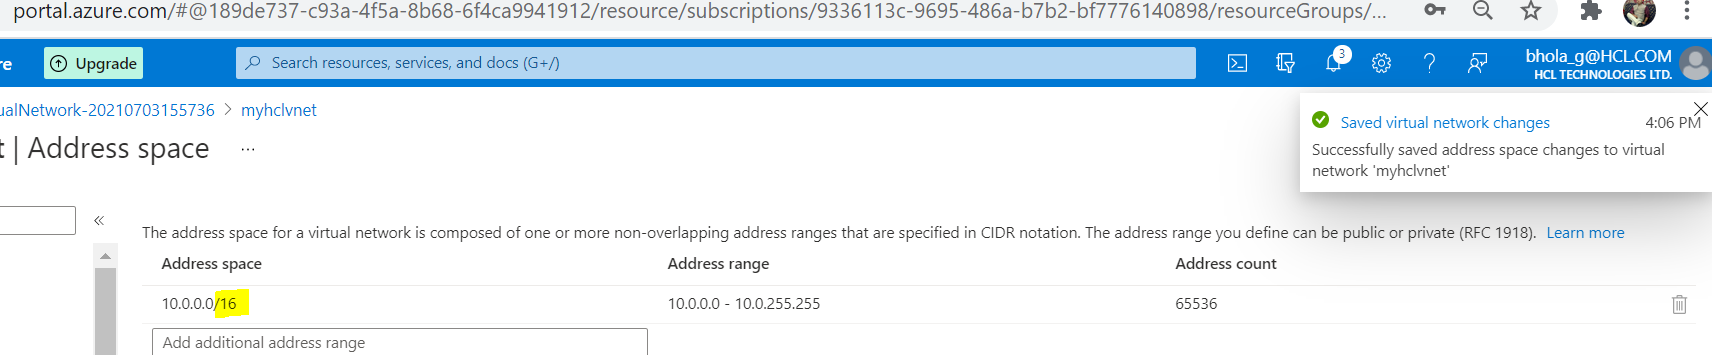 portal.azure.com/#@189de737-c93a-4f5a-8b68-6f4ca9941912/resource/subscriptions/9336113c-9695-486a-b7b2-bf7776140898/resourceGroups/...
re Upgrade Search resources, services, and docs (G+/) 3 bhola_g@HCL.COM
HCL TECHNOLOGIES LTD.
ualNetwork-20210703155736 > myhclvnet
t | Address space ...
Saved virtual network changes 4:06 PM
Successfully saved address space changes to virtual
network 'myhclvnet'
«
The address space for a virtual network is composed of one or more non-overlapping address ranges that are specified in CIDR notation. The address range you define can be public or private (RFC 1918). Learn more
Address space Address range Address count
10.0.0.0/16 10.0.0.0 - 10.0.255.255 65536
Add additional address range